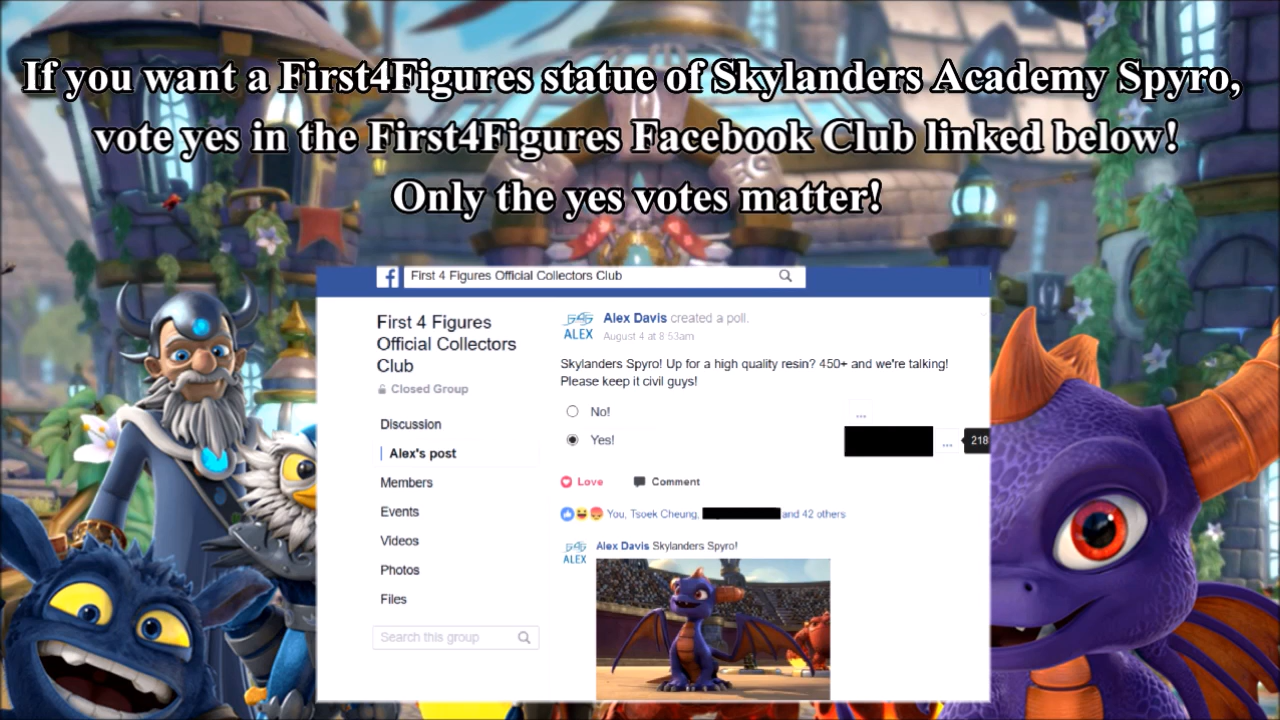 If you want a First4Figures statue of Skylanders Academy Spyro,
vote yes in the First4Figures Facebook Club linked below!
Only the yes votes matter!
f First 4 Figures Official Collectors Club
First 4 Figures
Official Collectors
Club
Closed Group
Discussion
Alex's post
Members
Events
Videos
Photos
Files
Search this group
F4F
ALEX
Alex Davis created a poll.
August 4 at 8:53am
Skylanders Spyro! Up for a high quality resin? 450+ and we're talking!
Please keep it civil guys!
No!
...
Yes!
... 218
Love Comment
You, Tsoek Cheung, and 42 others
F4F
ALEX
Alex Davis Skylanders Spyro!